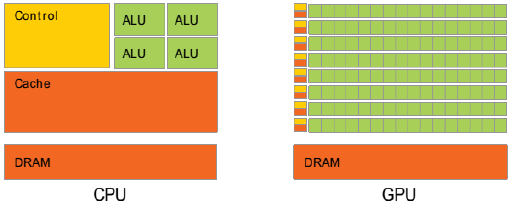 Control
ALU
ALU
ALU
ALU
Cache
DRAM
CPU
DRAM
GPU